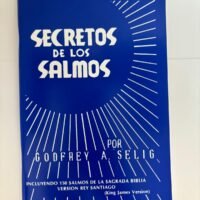 SECRETOS
DE LOS
SALMOS
POR
GODFREY A. SELIG
INCLUYENDO 150 SALMOS DE LA SAGRADA BIBLIA
VERSION REY SANTIAGO
(King James Version)